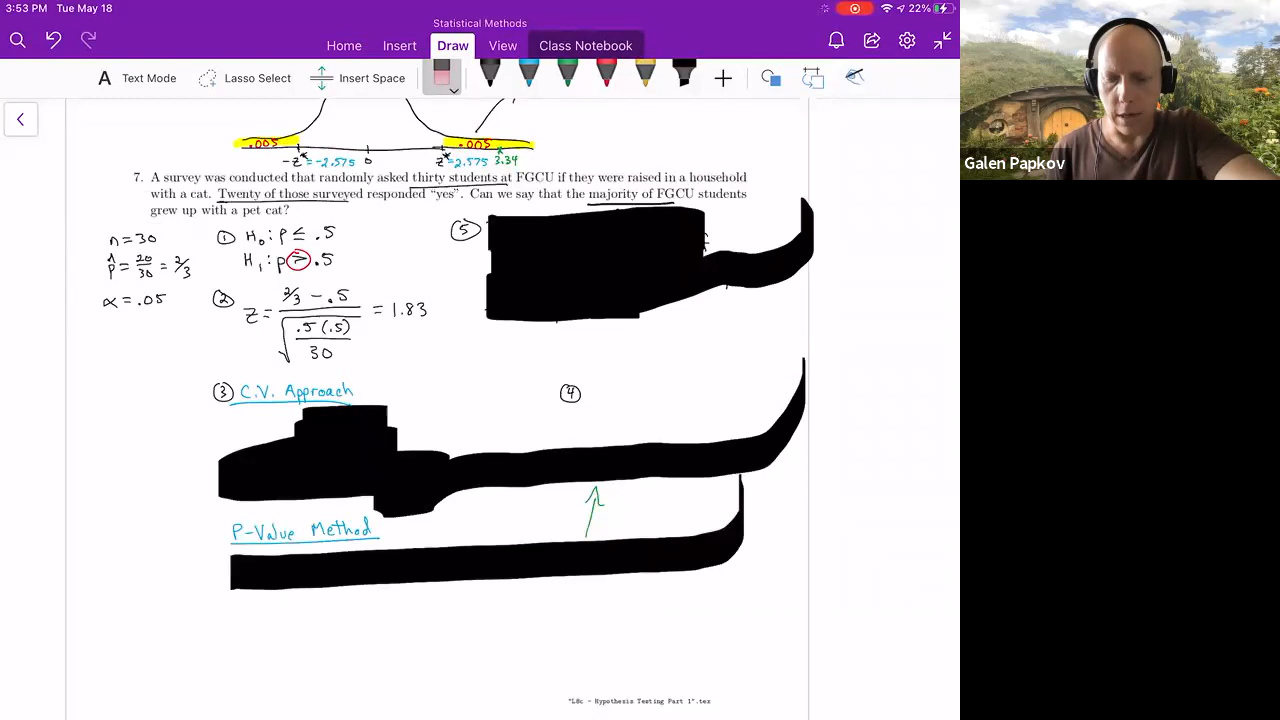 3:53 PM Tue May 18
22%
Statistical Methods
Home Insert Draw View Class Notebook
A Text Mode Lasso Select Insert Space
.005 .005
-z* = -2.575 0 z* = 2.575 3.34
7. A survey was conducted that randomly asked thirty students at FGCU if they were raised in a household
with a cat. Twenty of those surveyed responded “yes”. Can we say that the majority of FGCU students
grew up with a pet cat?
n = 30
p̂ = 20/30 = 2/3
α = .05
① H₀: p ≤ .5
H₁: p > .5
② z = (2/3 - .5) / √(.5(.5)/30) = 1.83
③ C.V. Approach
④
⑤
P-Value Method
"L8c - Hypothesis Testing Part 1".tex
Galen Papkov